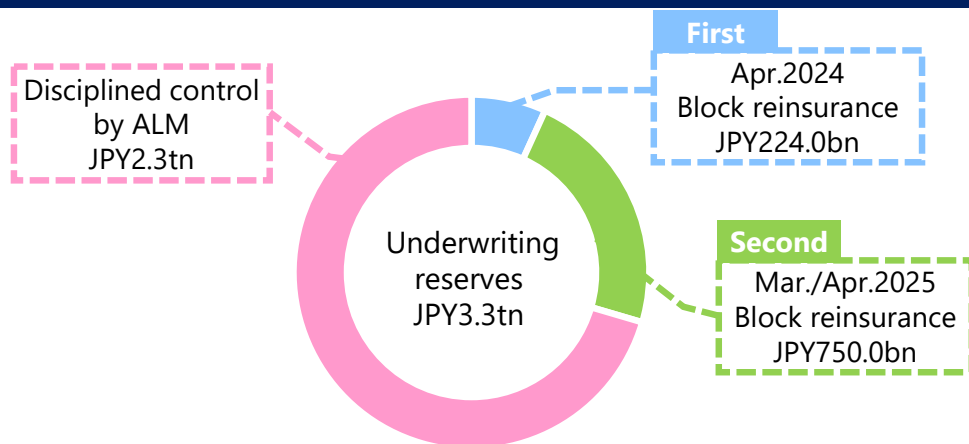 First
Apr.2024
Block reinsurance
JPY224.0bn
Disciplined control
by ALM
JPY2.3tn
Underwriting
reserves
JPY3.3tn
Second
Mar./Apr.2025
Block reinsurance
JPY750.0bn